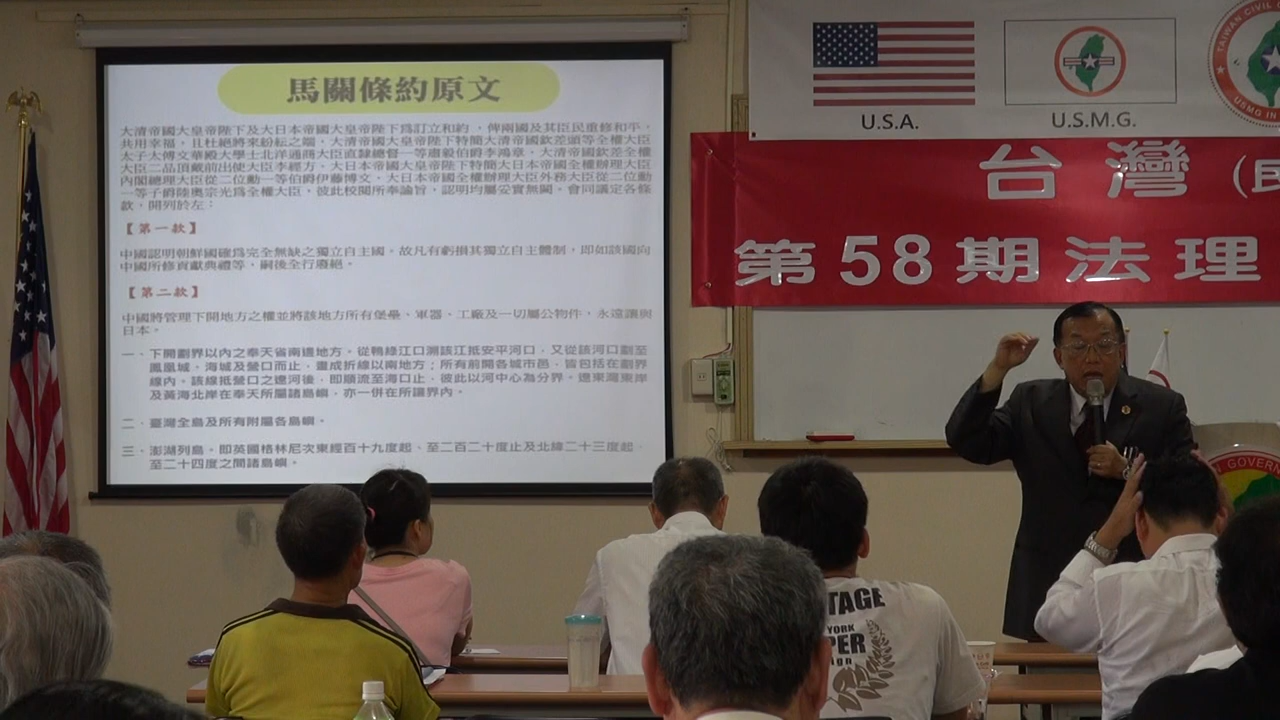 馬關條約原文
大清帝國大皇帝陛下及大日本帝國大皇帝陛下爲訂立和約，俾兩國及其臣民重修和平，
共用幸福，且杜絕將來紛紜之端，大清帝國大皇帝陛下特簡大清帝國欽差頭等全權大臣
太子太傅文華殿大學士北洋通商大臣直隸總督一等肅毅伯爵李鴻章、大清帝國欽差全權
大臣二品頂戴前出使大臣李經方、大日本帝國大皇帝陛下特簡大日本帝國全權辦理大臣
內閣總理大臣從二位勳一等伯爵伊藤博文，大日本帝國全權辦理大臣外務大臣從二位勳
一等子爵陸奧宗光爲全權大臣，彼此校閱所奉諭旨，認明均屬妥實無闕，會同議定各條
款，開列於左：
【第一款】
中國認明朝鮮國確爲完全無缺之獨立自主國。故凡有虧損其獨立自主體制，即如該國向
中國所修貢獻典禮等，嗣後全行廢絕。
【第二款】
中國將管理下開地方之權並將該地方所有堡壘、軍器、工廠及一切屬公物件，永遠讓與
日本。
一、下開劃界以內之奉天省南邊地方。從鴨綠江口溯該江抵安平河口，又從該河口劃至
鳳凰城，海城及營口而止，畫成折線以南地方；所有前開各城市邑，皆包括在劃界
線內。該線抵營口之遼河後，即順流至海口止，彼此以河中心為分界。遼東灣東岸
及黃海北岸在奉天所屬諸島嶼，亦一併在所讓界內。
二、臺灣全島及所有附屬各島嶼。
三、澎湖列島。即英國格林尼次東經百十九度起、至二百二十度止及北緯二十三度起、
至二十四度之間諸島嶼。
U.S.A.
U.S.M.G.
TAIWAN CIVIL
USMG IN
台灣（民
第58期法理
GOVERN
TAGE
YORK
PER